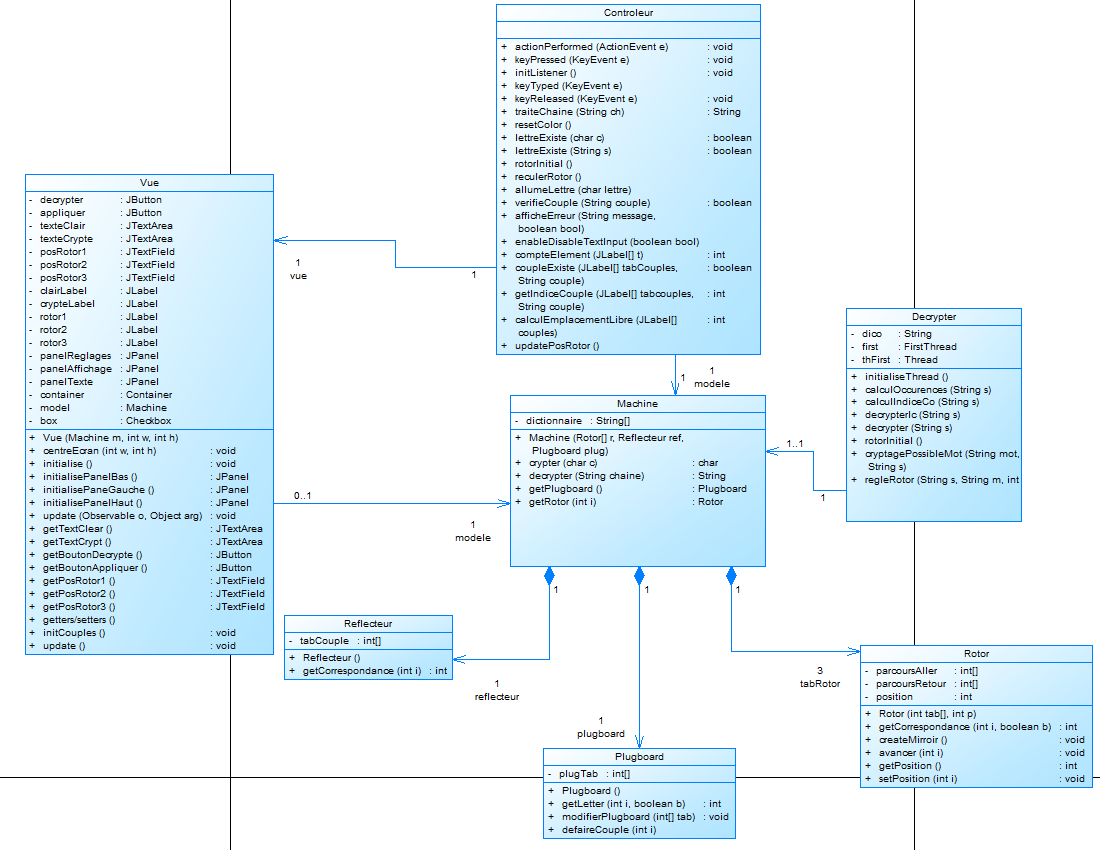 Controleur
+ actionPerformed (ActionEvent e) : void
+ keyPressed (KeyEvent e) : void
+ initListener () : void
+ keyTyped (KeyEvent e)
+ keyReleased (KeyEvent e) : void
+ traiteChaine (String ch) : String
+ resetColor ()
+ lettreExiste (char c) : boolean
+ lettreExiste (String s) : boolean
+ rotorInitial ()
+ reculerRotor ()
+ allumeLettre (char lettre)
+ verifieCouple (String couple) : boolean
+ afficheErreur (String message,
boolean bool)
+ enableDisableTextInput (boolean bool)
+ compteElement (JLabel[] t) : int
+ coupleExiste (JLabel[] tabCouples, : boolean
String couple)
+ getIndiceCouple (JLabel[] tabcouples, : int
String couple)
+ calculEmplacementLibre (JLabel[] : int
couples)
+ updatePosRotor ()
Vue
- decrypter : JButton
- appliquer : JButton
- texteClair : JTextArea
- texteCrypte : JTextArea
- posRotor1 : JTextField
- posRotor2 : JTextField
- posRotor3 : JTextField
- clairLabel : JLabel
- crypteLabel : JLabel
- rotor1 : JLabel
- rotor2 : JLabel
- rotor3 : JLabel
- panelReglages : JPanel
- panelAffichage : JPanel
- panelTexte : JPanel
- container : Container
- model : Machine
- box : Checkbox
+ Vue (Machine m, int w, int h)
+ centreEcran (int w, int h) : void
+ initialise () : void
+ initialisePanelBas () : JPanel
+ initialisePaneGauche () : JPanel
+ initialisePanelHaut () : JPanel
+ update (Observable o, Object arg) : void
+ getTextClear () : JTextArea
+ getTextCrypt () : JTextArea
+ getBoutonDecrypte () : JButton
+ getBoutonAppliquer () : JButton
+ getPosRotor1 () : JTextField
+ getPosRotor2 () : JTextField
+ getPosRotor3 () : JTextField
+ getters/setters ()
+ initCouples () : void
+ update () : void
1
vue
1
1
1
modele
Decrypter
- dico : String
- first : FirstThread
- thFirst : Thread
+ initialiseThread ()
+ calculOccurences (String s)
+ calculIndiceCo (String s)
+ decrypterIc (String s)
+ decrypter (String s)
+ rotorInitial ()
+ cryptagePossibleMot (String mot,
String s)
+ regleRotor (String s, String m, int
Machine
- dictionnaire : String[]
+ Machine (Rotor[] r, Reflecteur ref,
Plugboard plug)
+ crypter (char c) : char
+ decrypter (String chaine) : String
+ getPlugboard () : Plugboard
+ getRotor (int i) : Rotor
1..1
1
0..1
1
modele
1
1
1
Reflecteur
- tabCouple : int[]
+ Reflecteur ()
+ getCorrespondance (int i) : int
1
reflecteur
1
plugboard
3
tabRotor
Rotor
- parcoursAller : int[]
- parcoursRetour : int[]
- position : int
+ Rotor (int tab[], int p)
+ getCorrespondance (int i, boolean b) : int
+ createMirroir () : void
+ avancer (int i) : void
+ getPosition () : int
+ setPosition (int i) : void
Plugboard
- plugTab : int[]
+ Plugboard ()
+ getLetter (int i, boolean b) : int
+ modifierPlugboard (int[] tab) : void
+ defaireCouple (int i)